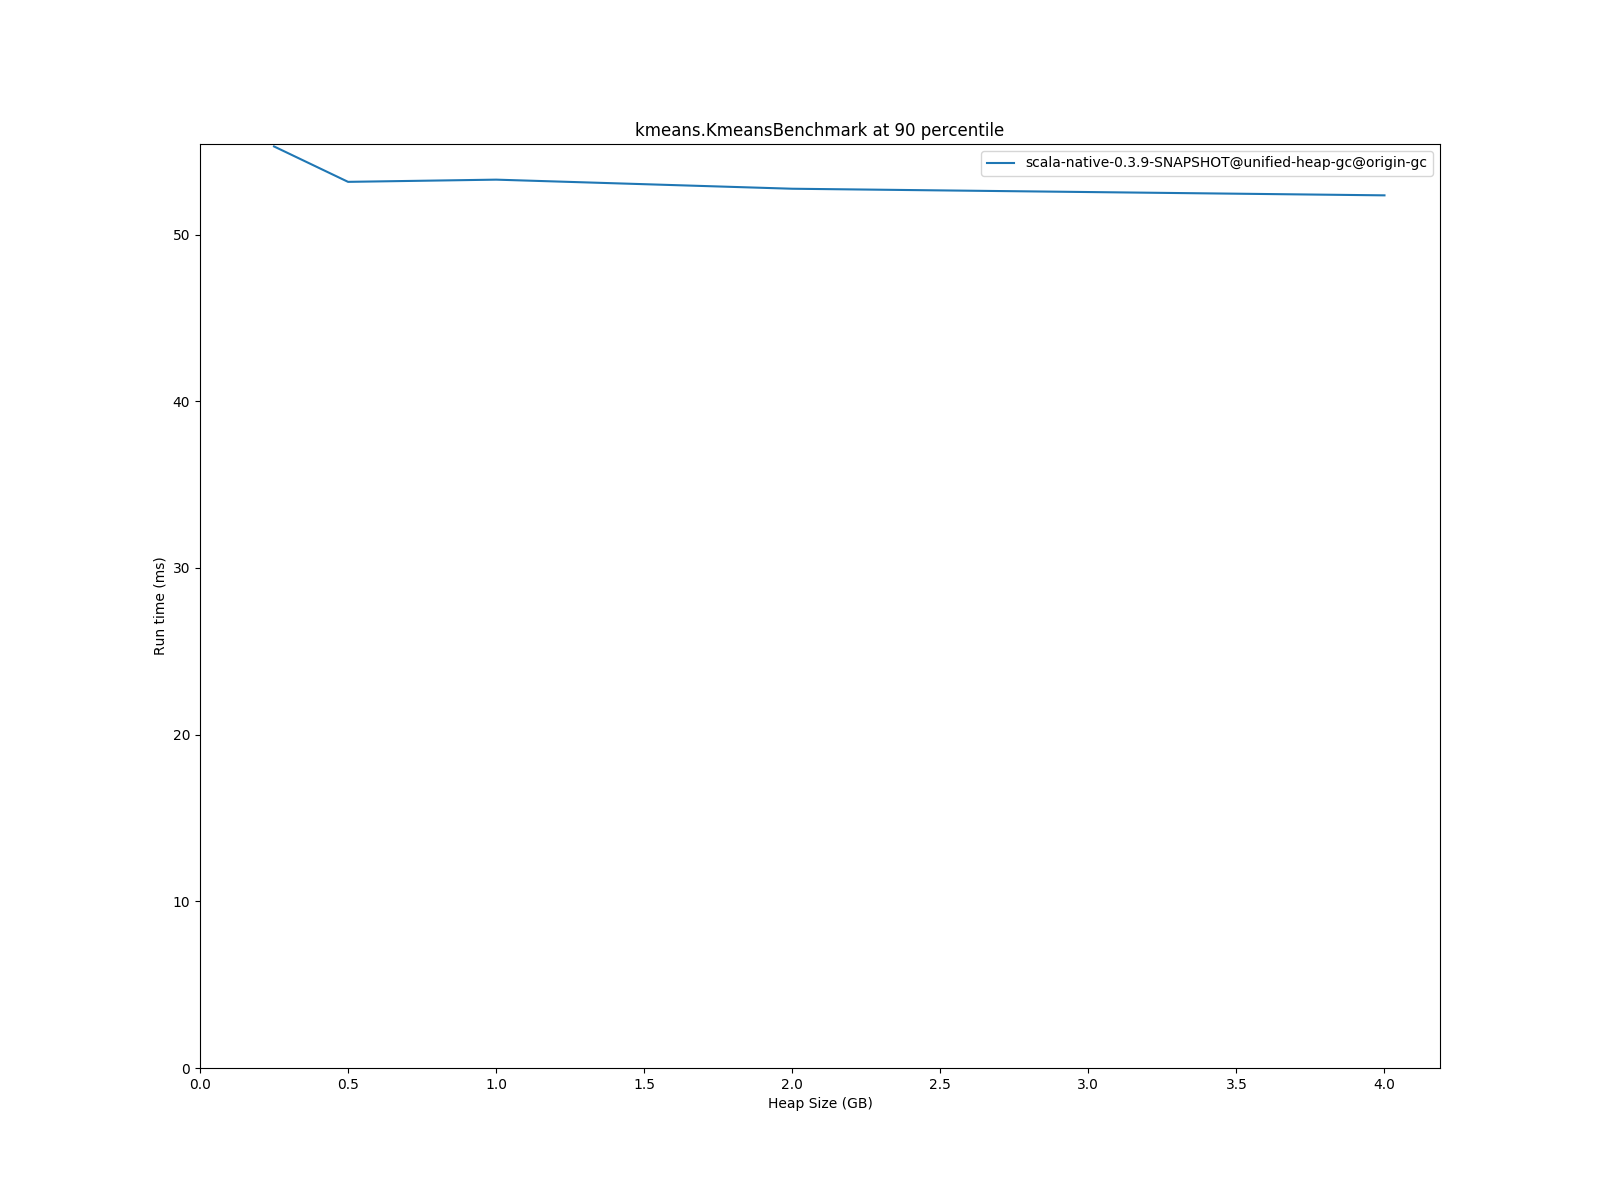 kmeans.KmeansBenchmark at 90 percentile
scala-native-0.3.9-SNAPSHOT@unified-heap-gc@origin-gc
50
40
30
20
10
0
Run time (ms)
0.0 0.5 1.0 1.5 2.0 2.5 3.0 3.5 4.0
Heap Size (GB)